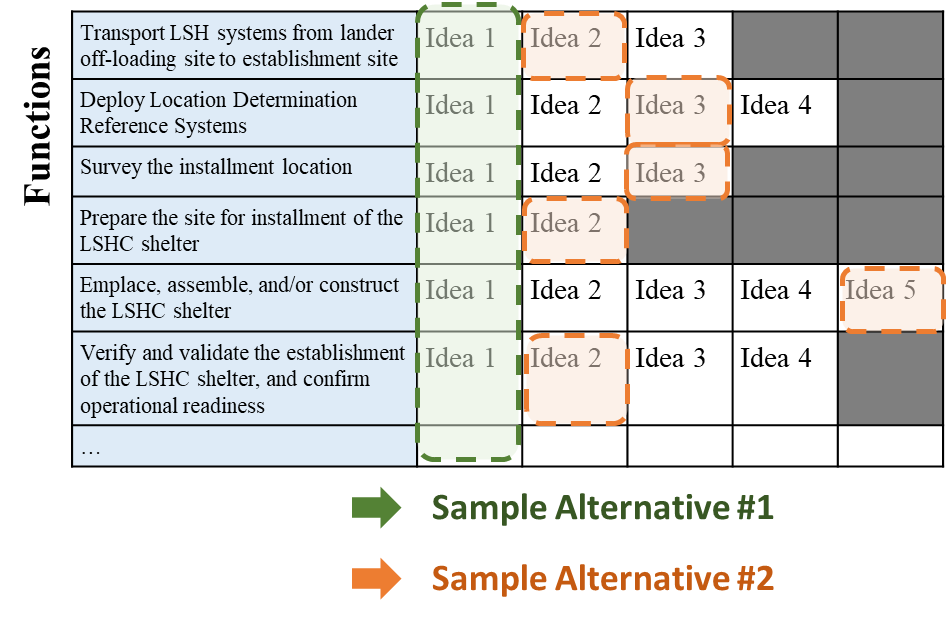 Functions
Transport LSH systems from lander
off-loading site to establishment site
Idea 1
Idea 2
Idea 3
Deploy Location Determination
Reference Systems
Idea 1
Idea 2
Idea 3
Idea 4
Survey the installment location
Idea 1
Idea 2
Idea 3
Prepare the site for installment of the
LSHC shelter
Idea 1
Idea 2
Emplace, assemble, and/or construct
the LSHC shelter
Idea 1
Idea 2
Idea 3
Idea 4
Idea 5
Verify and validate the establishment
of the LSHC shelter, and confirm
operational readiness
Idea 1
Idea 2
Idea 3
Idea 4
…
Sample Alternative #1
Sample Alternative #2